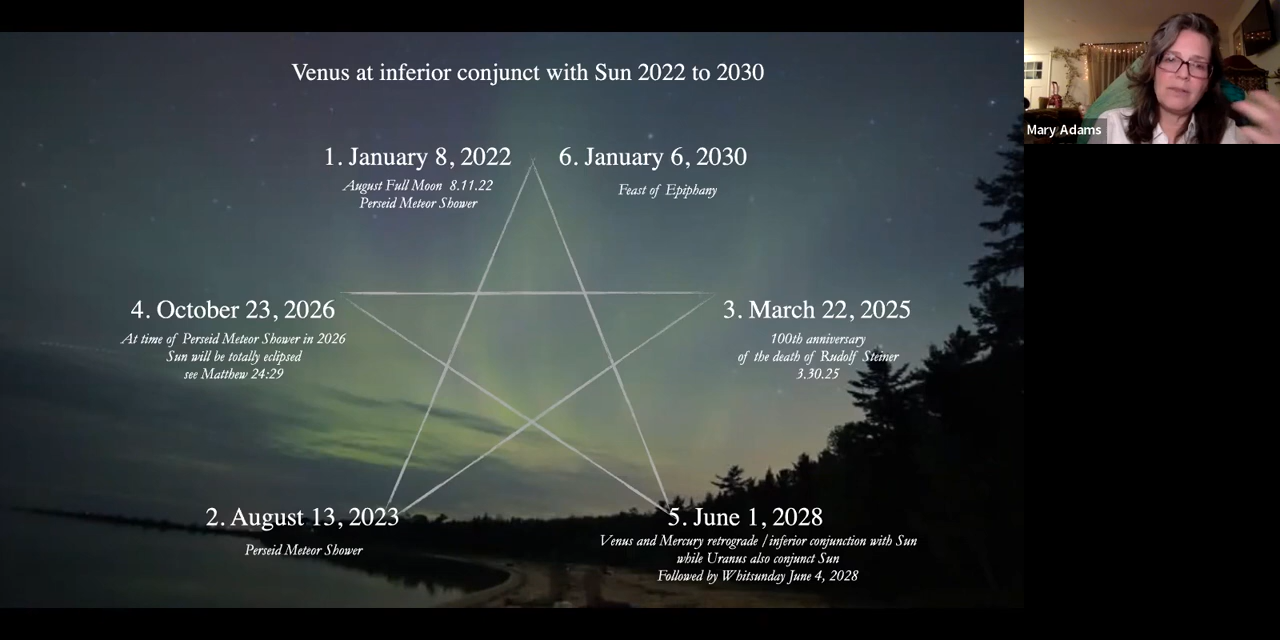 Venus at inferior conjunct with Sun 2022 to 2030
Mary Adams
1. January 8, 2022
August Full Moon 8.11.22
Perseid Meteor Shower
6. January 6, 2030
Feast of Epiphany
4. October 23, 2026
At time of Perseid Meteor Shower in 2026
Sun will be totally eclipsed
see Matthew 24:29
3. March 22, 2025
100th anniversary
of the death of Rudolf Steiner
3.30.25
2. August 13, 2023
Perseid Meteor Shower
5. June 1, 2028
Venus and Mercury retrograde /inferior conjunction with Sun
while Uranus also conjunct Sun
Followed by Whitsunday June 4, 2028